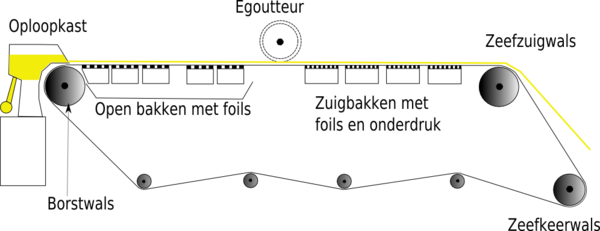 Egoutteur
Oploopkast
Zeefzuigwals
Open bakken met foils
Zuigbakken met
foils en onderdruk
Borstwals
Zeefkeerwals